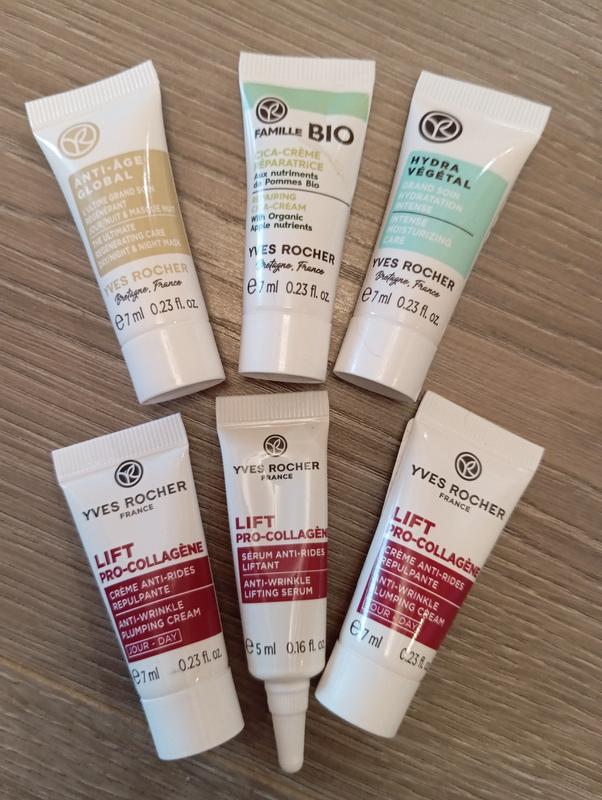 ANTI-ÂGE
GLOBAL
L'ULTIME GRAND SOIN
RÉGÉNÉRANT
JOUR/NUIT & MASQUE NUIT
THE ULTIMATE
REGENERATING CARE
DAY/NIGHT & NIGHT MASK
YVES ROCHER
Bretagne, France
e 7 ml 0.23 fl. oz.
FAMILLE BIO
CICA-CRÈME
RÉPARATRICE
Aux nutriments
de Pommes Bio
REPAIRING
CICA-CREAM
With Organic
Apple nutrients
YVES ROCHER
Bretagne, France
e 7 ml 0.23 fl. oz.
HYDRA
VÉGÉTAL
GRAND SOIN
HYDRATATION
INTENSE
INTENSE
MOISTURIZING
CARE
YVES ROCHER
Bretagne, France
e 7 ml 0.23 fl. oz.
YVES ROCHER
FRANCE
LIFT
PRO-COLLAGÈNE
CRÈME ANTI-RIDES
REPULPANTE
ANTI-WRINKLE
PLUMPING CREAM
JOUR - DAY
e 7 ml 0.23 fl. oz.
YVES ROCHER
FRANCE
LIFT
PRO-COLLAGÈNE
SÉRUM ANTI-RIDES
LIFTANT
ANTI-WRINKLE
LIFTING SERUM
e 5 ml 0.16 fl. oz.
YVES ROCHER
FRANCE
LIFT
PRO-COLLAGÈNE
CRÈME ANTI-RIDES
REPULPANTE
ANTI-WRINKLE
PLUMPING CREAM
JOUR - DAY
e 7 ml 0.23 fl. oz.